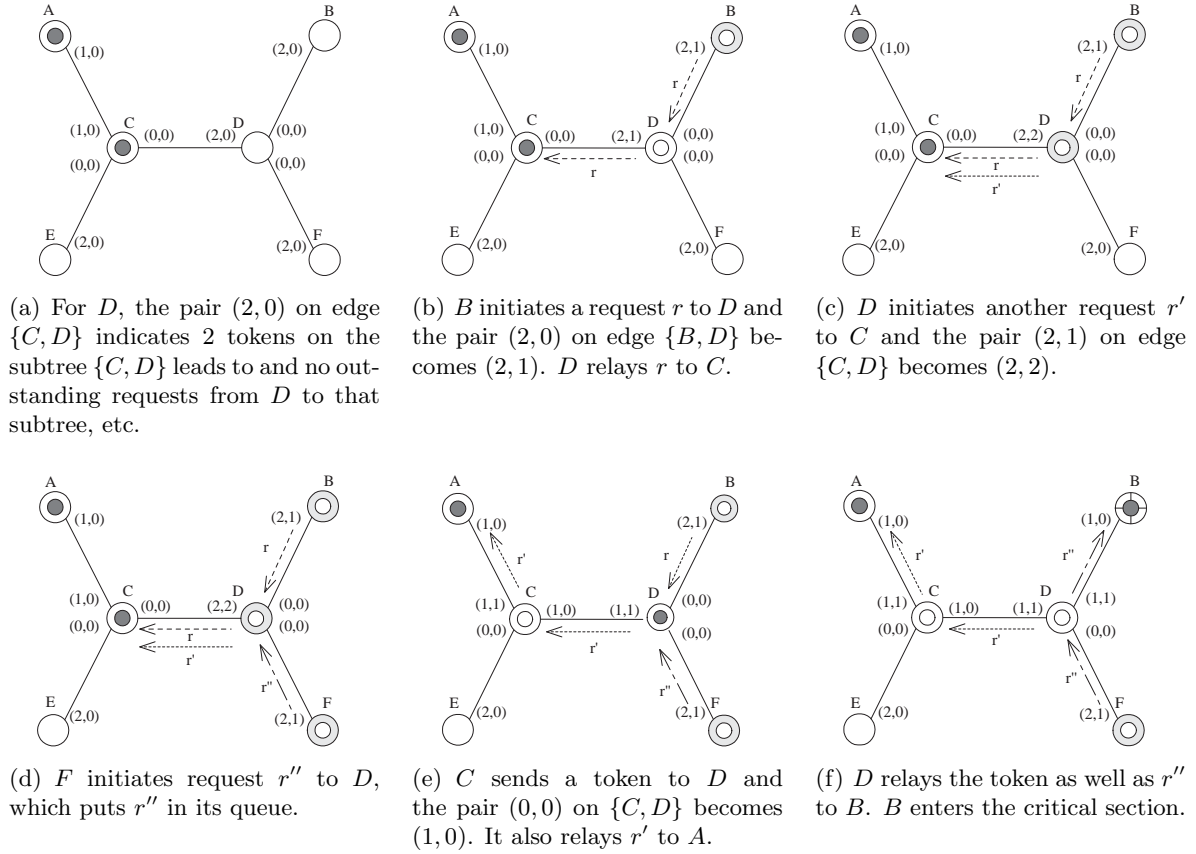 A
B
(1,0)
(2,0)
C
D
(1,0)
(0,0)
(2,0)
(0,0)
(0,0)
(0,0)
E
F
(2,0)
(2,0)
(a) For D, the pair (2, 0) on edge
{C, D} indicates 2 tokens on the
subtree {C, D} leads to and no out-
standing requests from D to that
subtree, etc.
A
B
(1,0)
(2,1)
r
C
D
(1,0)
(0,0)
(2,1)
(0,0)
(0,0)
(0,0)
r
E
F
(2,0)
(2,0)
(b) B initiates a request r to D and
the pair (2, 0) on edge {B, D} be-
comes (2, 1). D relays r to C.
A
B
(1,0)
(2,1)
r
C
D
(1,0)
(0,0)
(2,2)
(0,0)
(0,0)
(0,0)
r
r'
E
F
(2,0)
(2,0)
(c) D initiates another request r′
to C and the pair (2, 1) on edge
{C, D} becomes (2, 2).
A
B
(1,0)
(2,1)
r
C
D
(1,0)
(0,0)
(2,2)
(0,0)
(0,0)
(0,0)
r
r'
r"
E
F
(2,0)
(2,1)
(d) F initiates request r′′ to D,
which puts r′′ in its queue.
A
B
(1,0)
(2,1)
r'
r
C
D
(1,1)
(1,0)
(1,1)
(0,0)
(0,0)
(0,0)
r'
r"
E
F
(2,0)
(2,1)
(e) C sends a token to D and
the pair (0, 0) on {C, D} becomes
(1, 0). It also relays r′ to A.
A
B
(1,0)
(1,0)
r'
r"
C
D
(1,1)
(1,0)
(1,1)
(1,1)
(0,0)
(0,0)
r'
r"
E
F
(2,0)
(2,1)
(f) D relays the token as well as r′′
to B. B enters the critical section.